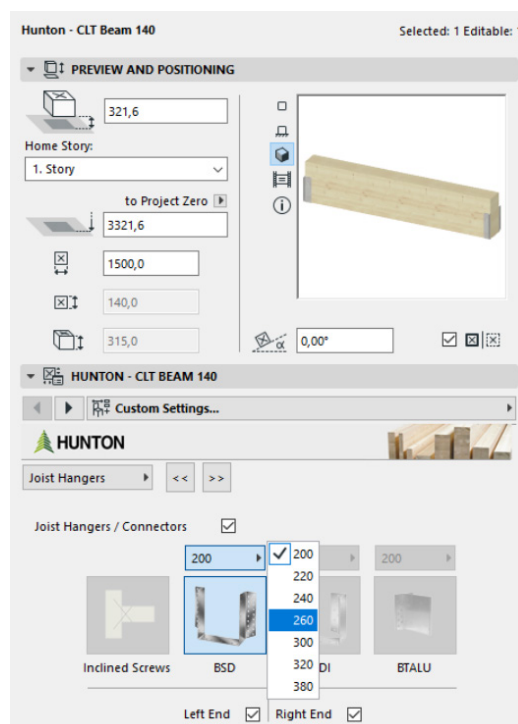 Hunton - CLT Beam 140 Selected: 1 Editable:
PREVIEW AND POSITIONING
321,6
Home Story:
1. Story
to Project Zero
3321,6
1500,0
140,0
315,0
α 0,00°
HUNTON - CLT BEAM 140
Custom Settings...
HUNTON
Joist Hangers << >>
Joist Hangers / Connectors
200 200
200
220
240
260
300
320
380
Inclined Screws BSD DI BTALU
Left End Right End